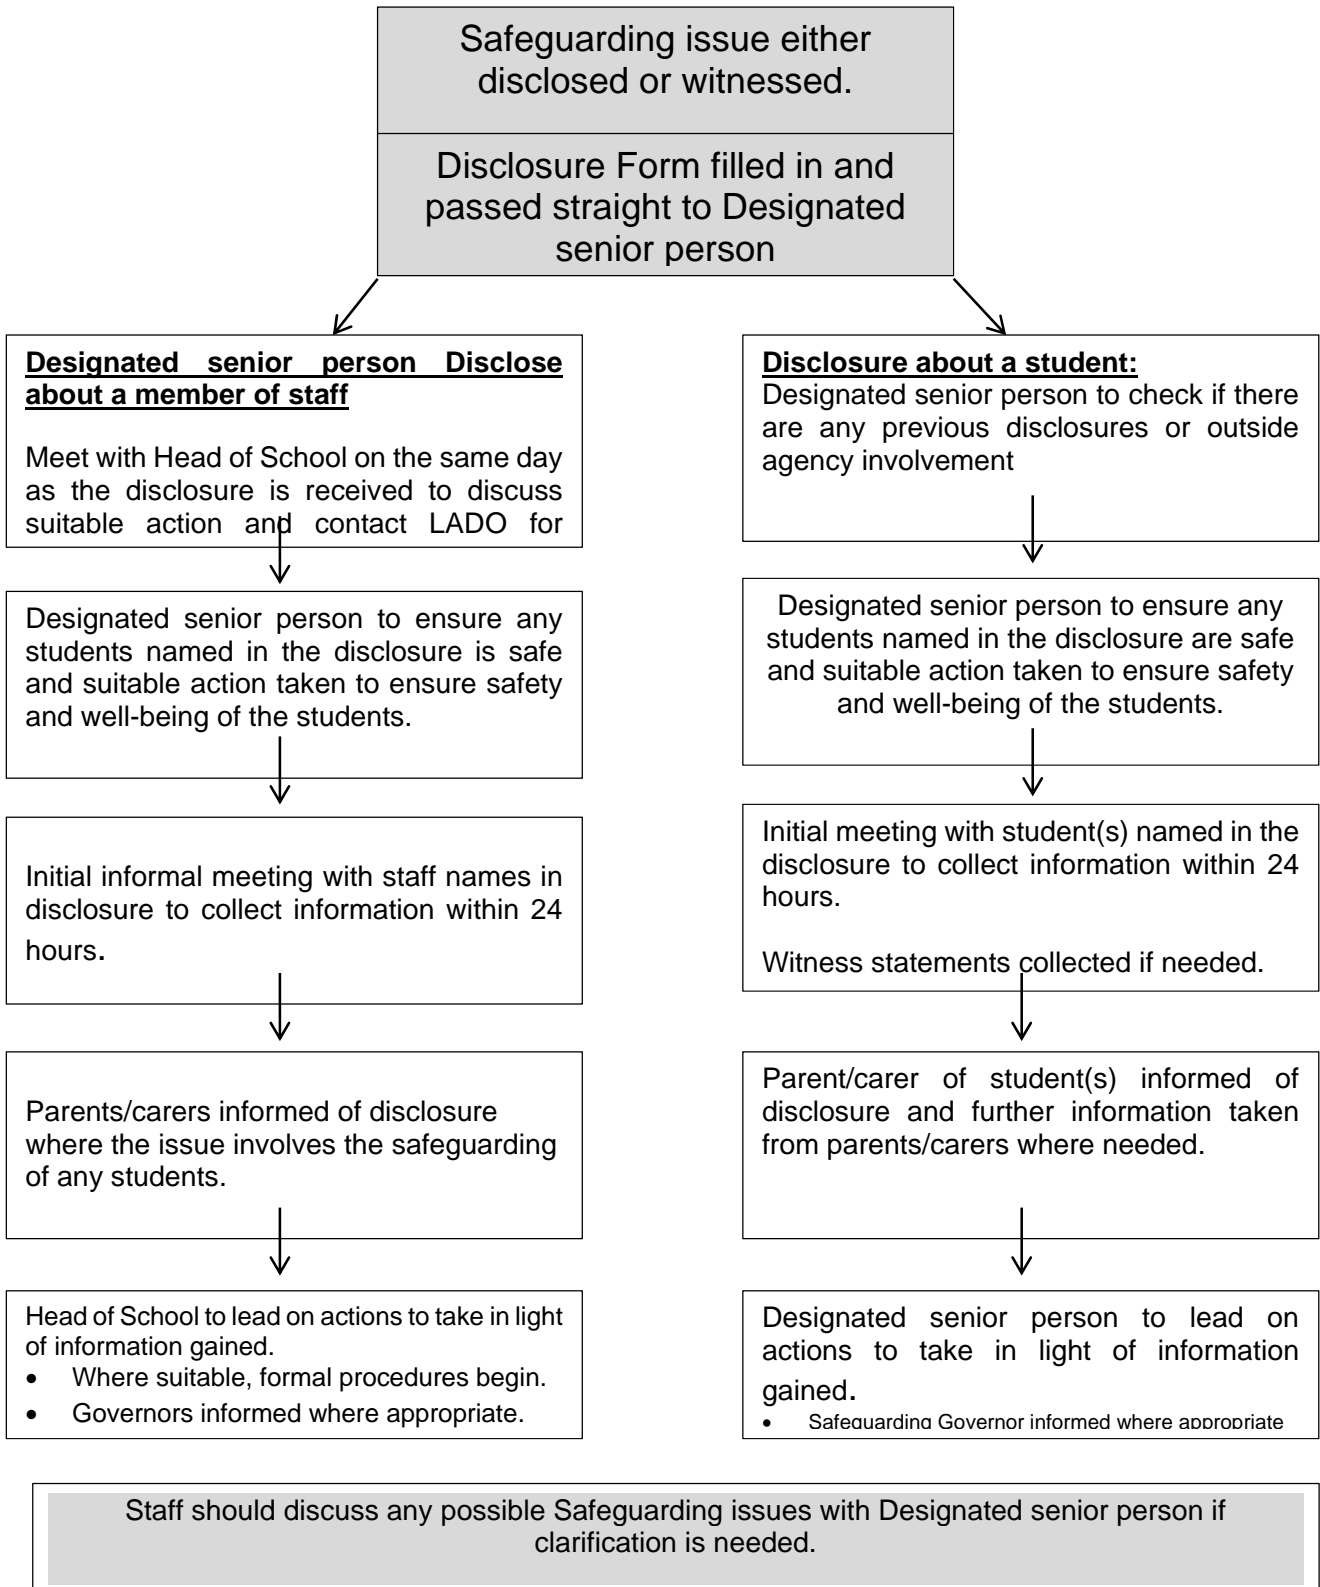 Safeguarding issue either
disclosed or witnessed.
Disclosure Form filled in and
passed straight to Designated
senior person
Designated senior person Disclose
about a member of staff
Meet with Head of School on the same day
as the disclosure is received to discuss
suitable action and contact LADO for
Designated senior person to ensure any
students named in the disclosure is safe
and suitable action taken to ensure safety
and well-being of the students.
Initial informal meeting with staff names in
disclosure to collect information within 24
hours.
Parents/carers informed of disclosure
where the issue involves the safeguarding
of any students.
Head of School to lead on actions to take in light
of information gained.
• Where suitable, formal procedures begin.
• Governors informed where appropriate.
Disclosure about a student:
Designated senior person to check if there
are any previous disclosures or outside
agency involvement
Designated senior person to ensure any
students named in the disclosure are safe
and suitable action taken to ensure safety
and well-being of the students.
Initial meeting with student(s) named in the
disclosure to collect information within 24
hours.
Witness statements collected if needed.
Parent/carer of student(s) informed of
disclosure and further information taken
from parents/carers where needed.
Designated senior person to lead on
actions to take in light of information
gained.
• Safeguarding Governor informed where appropriate
Staff should discuss any possible Safeguarding issues with Designated senior person if
clarification is needed.